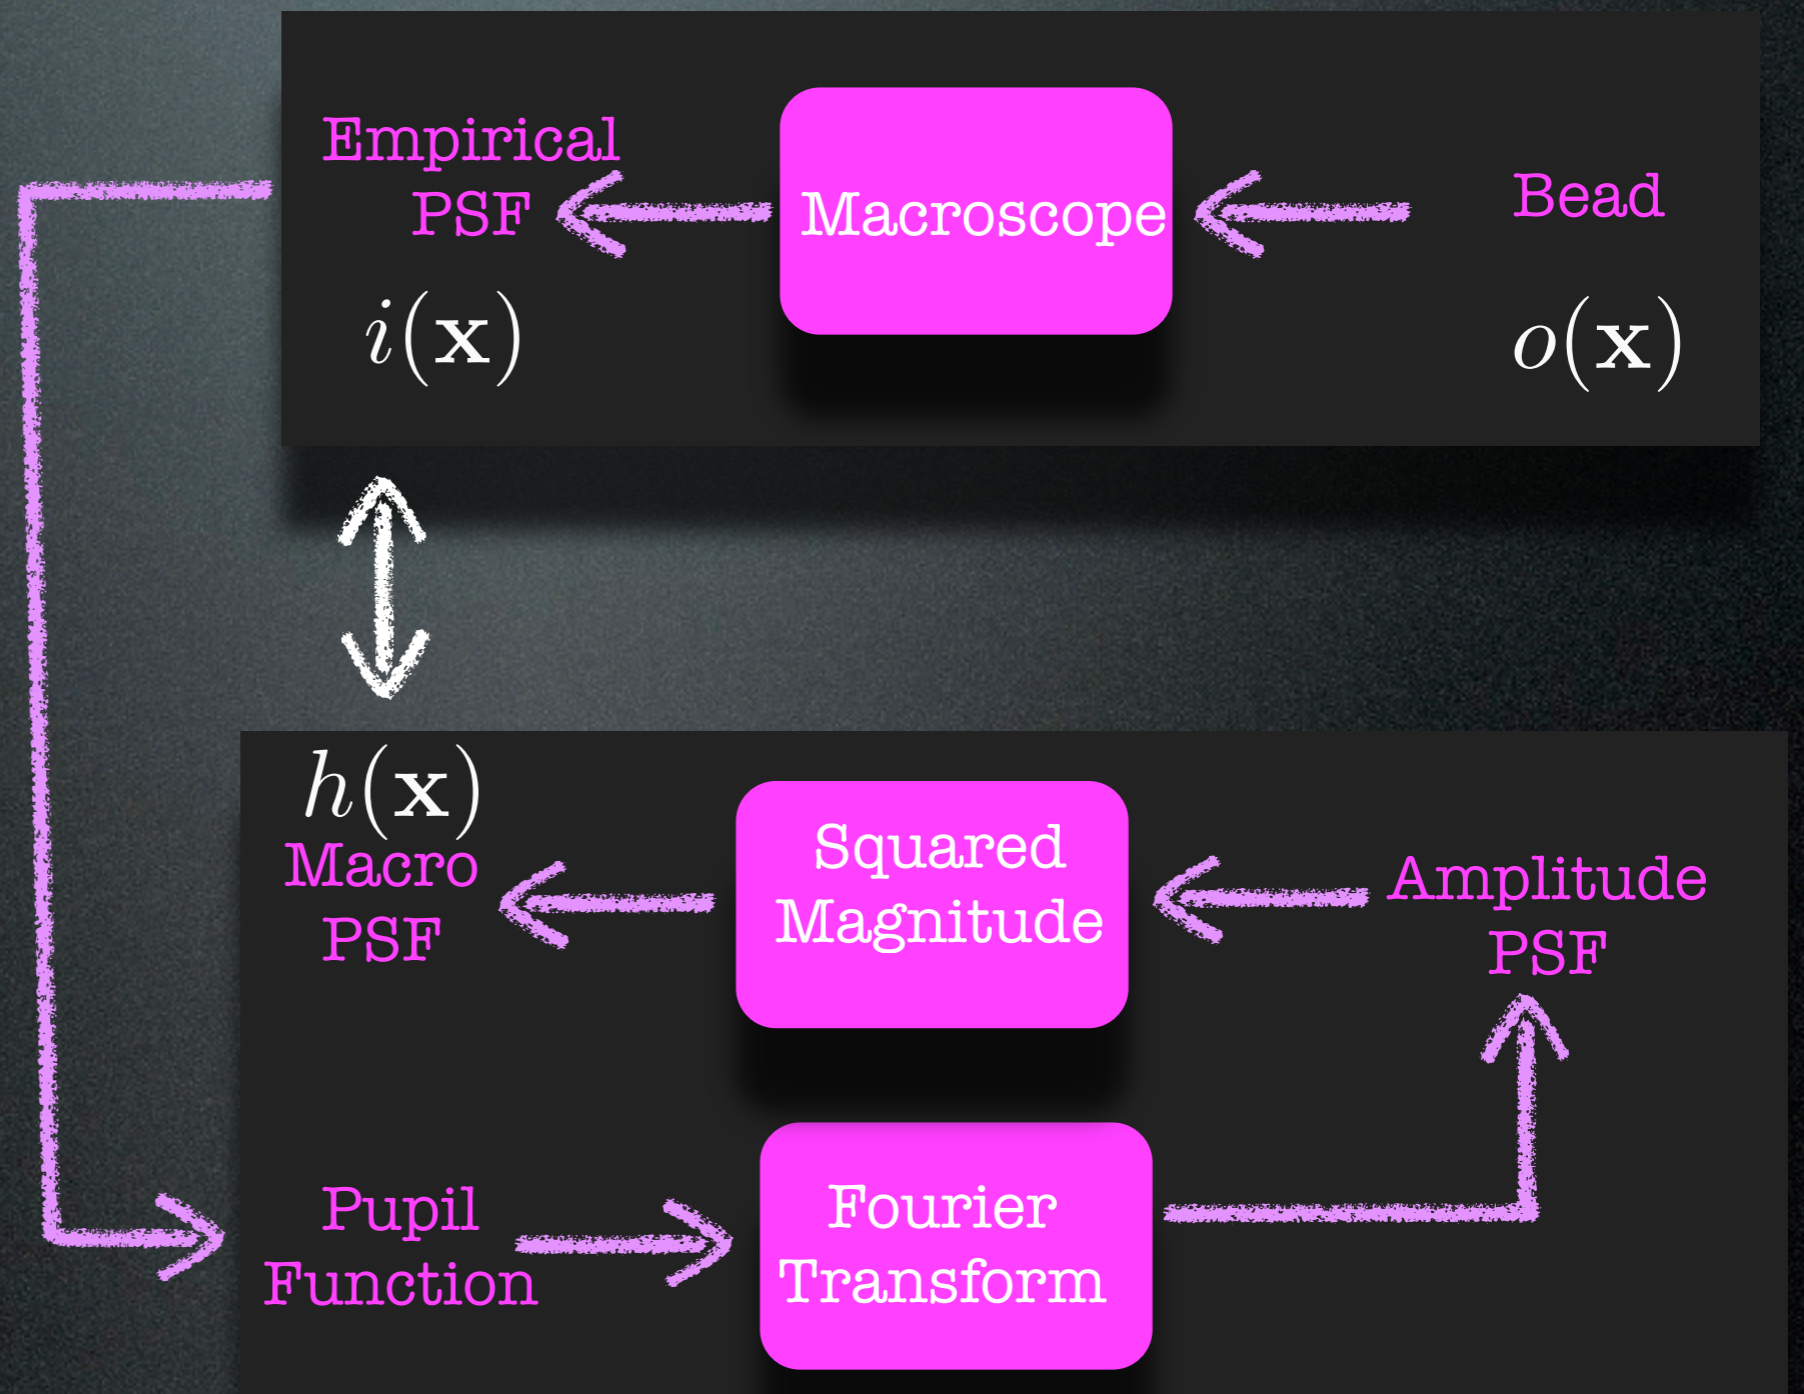 Empirical
PSF
Macroscope
Bead
i(x)
o(x)
h(x)
Macro
PSF
Squared
Magnitude
Amplitude
PSF
Pupil
Function
Fourier
Transform